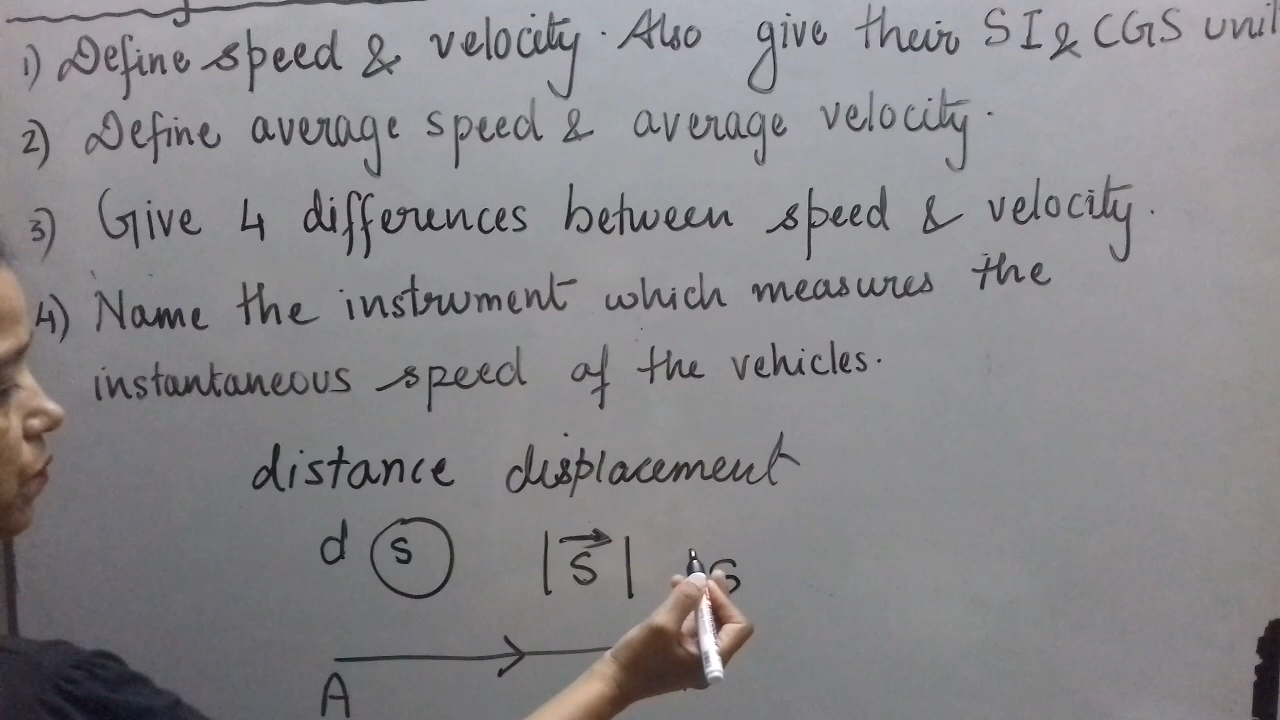 1) Define speed & velocity. Also give their SI & CGS unit
2) Define average speed & average velocity.
3) Give 4 differences between speed & velocity.
4) Name the instrument which measures the
instantaneous speed of the vehicles.
distance displacement
d s |s| s
A